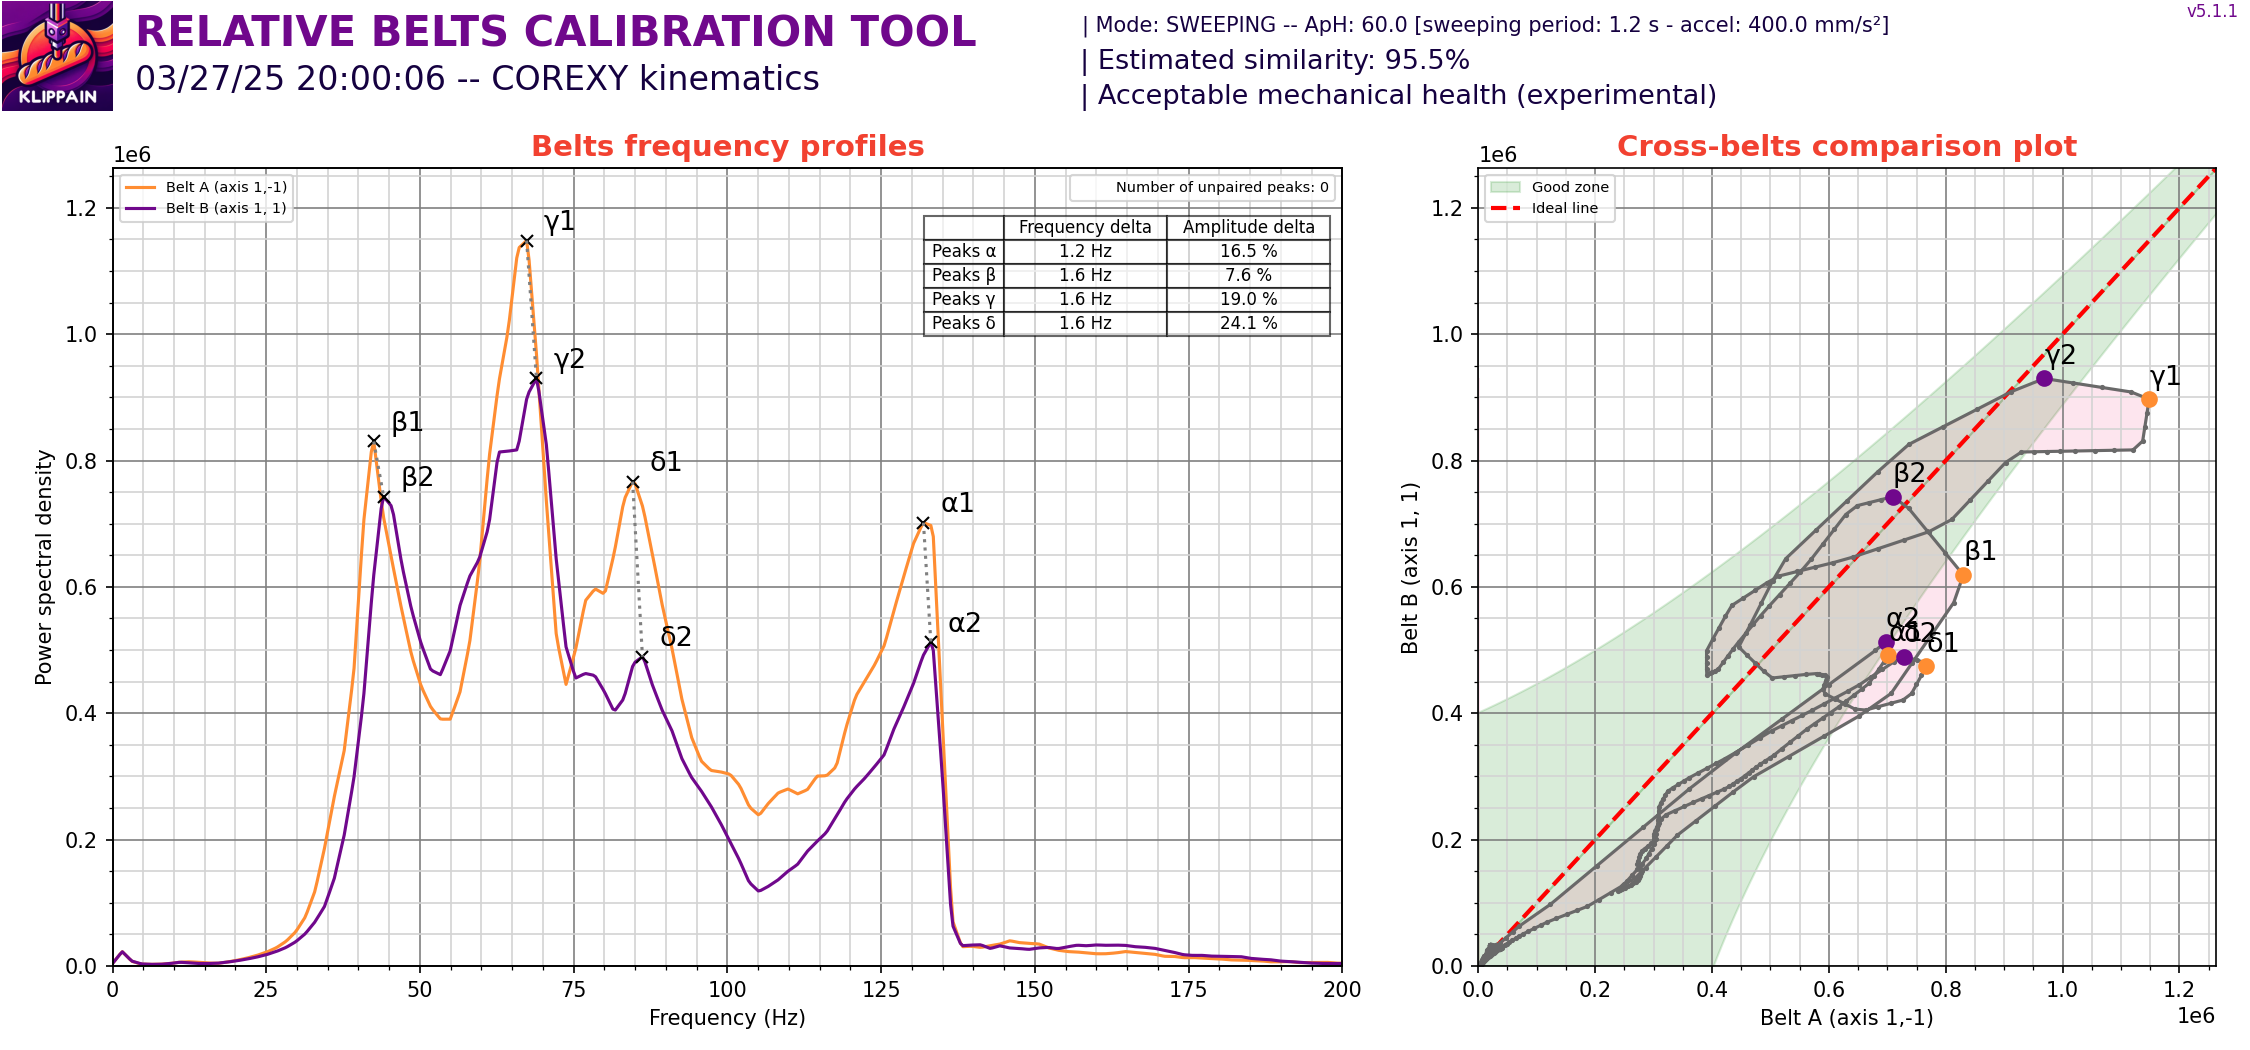 KLIPPAIN
RELATIVE BELTS CALIBRATION TOOL
03/27/25 20:00:06 -- COREXY kinematics
| Mode: SWEEPING -- ApH: 60.0 [sweeping period: 1.2 s - accel: 400.0 mm/s²]
| Estimated similarity: 95.5%
| Acceptable mechanical health (experimental)
v5.1.1
Belts frequency profiles
1e6
Belt A (axis 1,-1)
Belt B (axis 1, 1)
Number of unpaired peaks: 0
Frequency delta Amplitude delta
Peaks α 1.2 Hz 16.5 %
Peaks β 1.6 Hz 7.6 %
Peaks γ 1.6 Hz 19.0 %
Peaks δ 1.6 Hz 24.1 %
γ1
γ2
β1
β2
δ1
δ2
α1
α2
1.2
1.0
0.8
0.6
0.4
0.2
0.0
Power spectral density
0 25 50 75 100 125 150 175 200
Frequency (Hz)
Cross-belts comparison plot
1e6
Good zone
Ideal line
γ2
γ1
β2
β1
α2
α1
δ2
δ1
1.2
1.0
0.8
0.6
0.4
0.2
0.0
Belt B (axis 1, 1)
0.0 0.2 0.4 0.6 0.8 1.0 1.2
Belt A (axis 1,-1)
1e6